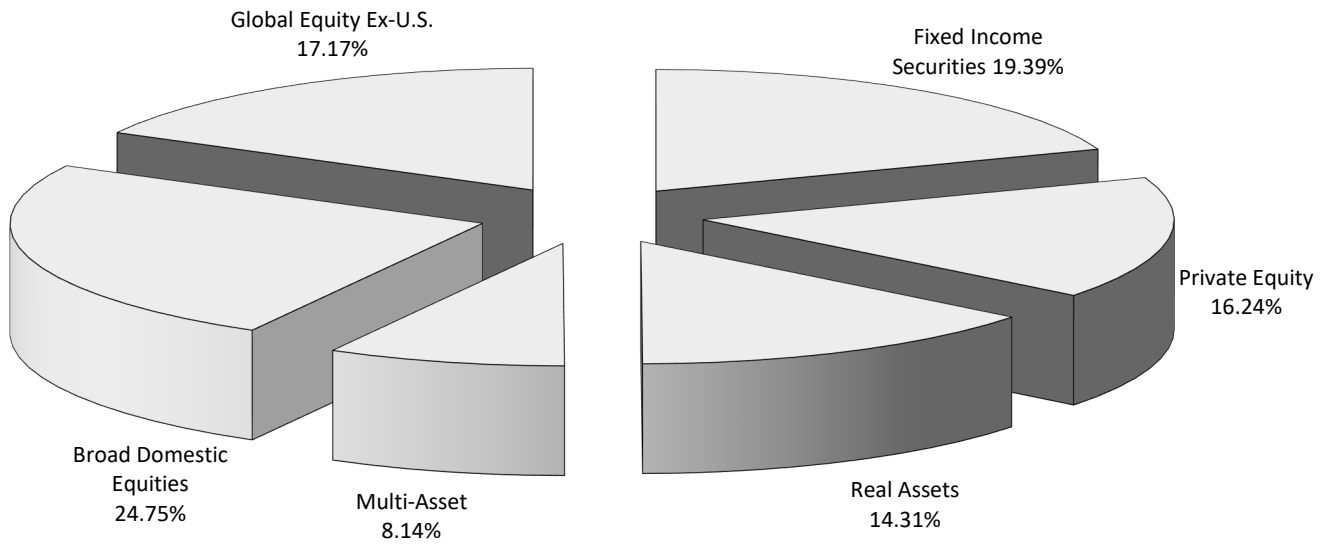 Global Equity Ex-U.S.
17.17%
Fixed Income
Securities 19.39%
Private Equity
16.24%
Broad Domestic
Equities
24.75%
Multi-Asset
8.14%
Real Assets
14.31%